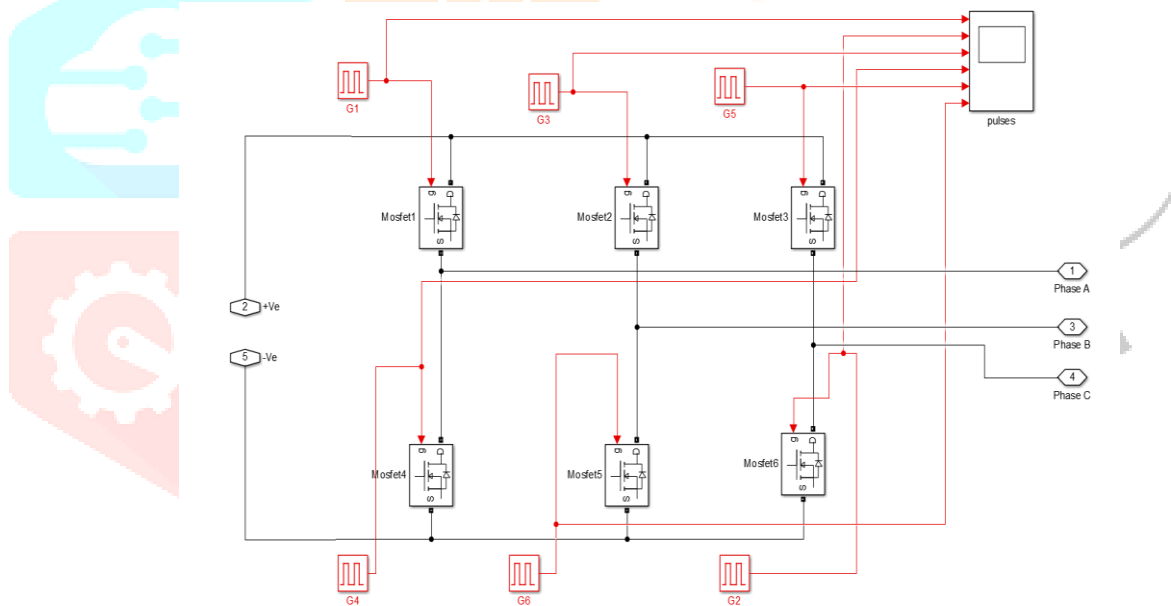 G1
G3
G5
pulses
g
D
Mosfet1
S
g
D
Mosfet2
S
g
D
Mosfet3
S
1
Phase A
2
+Ve
3
Phase B
5
-Ve
4
Phase C
g
D
Mosfet4
S
g
D
Mosfet5
S
g
D
Mosfet6
S
G4
G6
G2